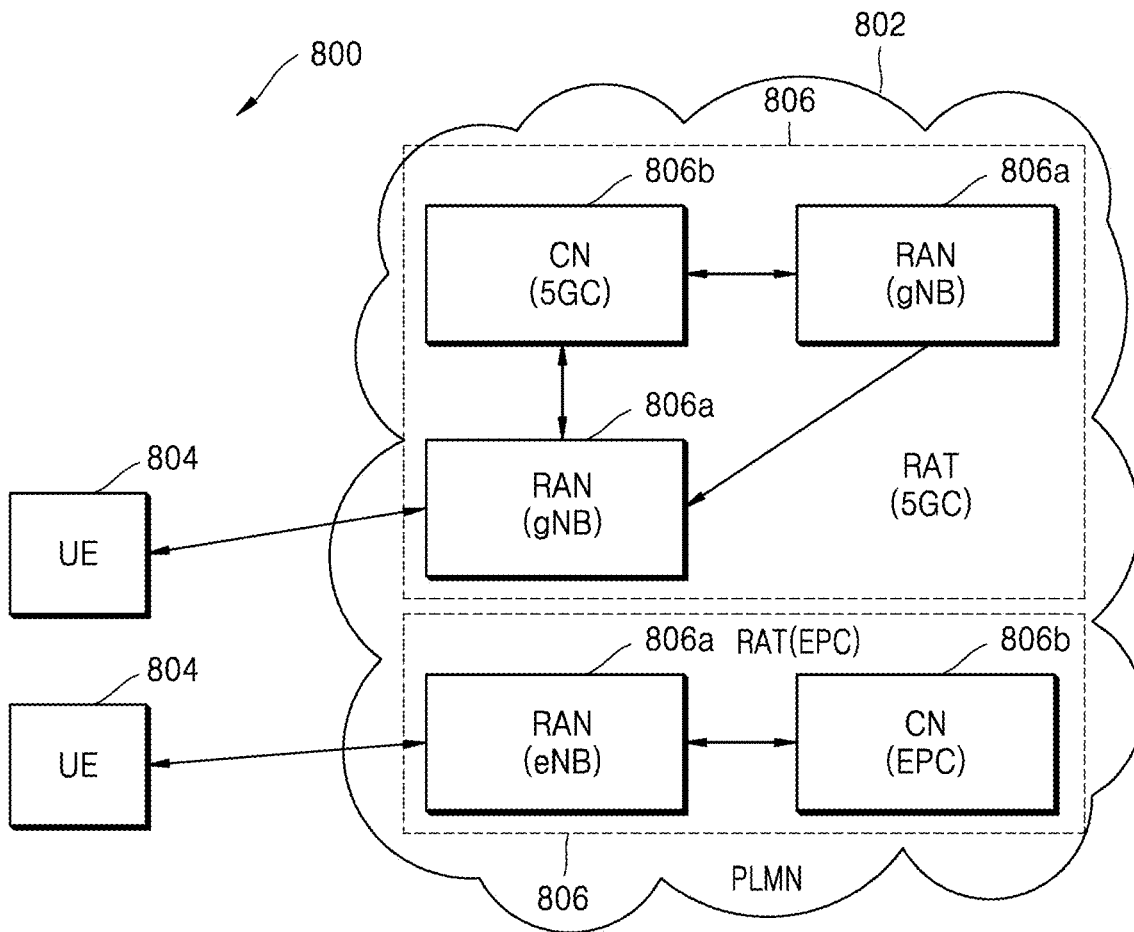 800
802
806
806b
806a
CN
(5GC)
RAN
(gNB)
806a
804
RAN
(gNB)
RAT
(5GC)
UE
806a
RAT(EPC)
806b
804
RAN
(eNB)
CN
(EPC)
UE
806
PLMN